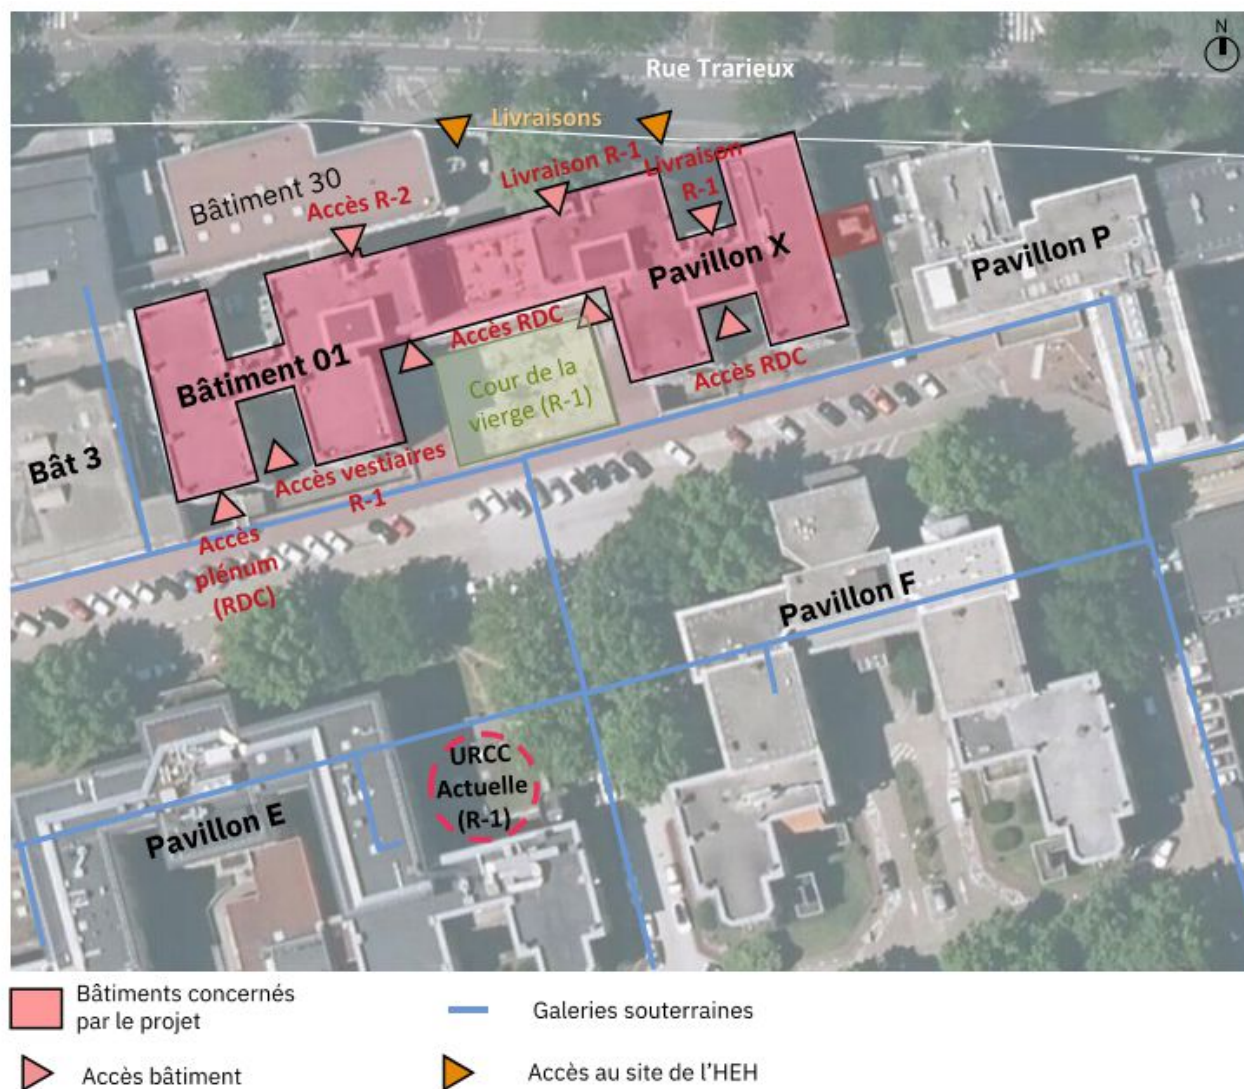 N
Rue Trarieux
Livraisons
Livraison R-1
Livraison
R-1
Bâtiment 30
Accès R-2
Pavillon X
Pavillon P
Accès RDC
Bâtiment 01
Cour de la
vierge (R-1)
Accès RDC
Bât 3
Accès vestiaires
R-1
Accès
plénum
(RDC)
Pavillon F
URCC
Actuelle
(R-1)
Pavillon E
Bâtiments concernés
par le projet
Galeries souterraines
Accès bâtiment
Accès au site de l'HEH